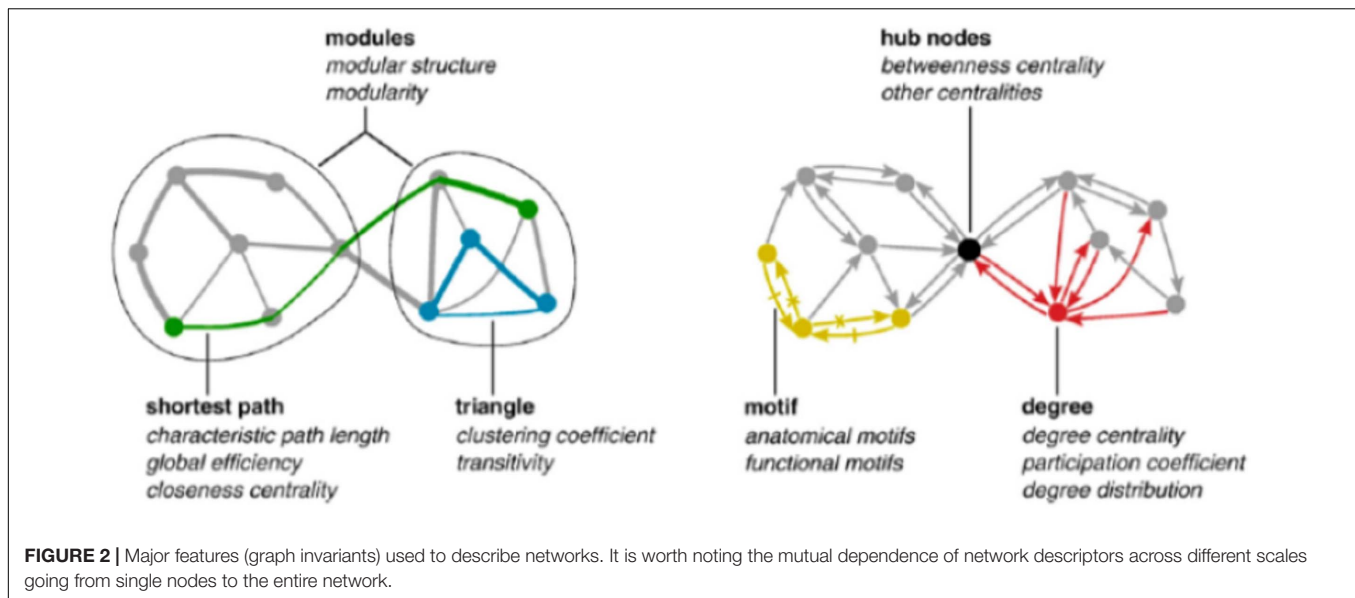 modules
modular structure
modularity
hub nodes
betweenness centrality
other centralities
shortest path
characteristic path length
global efficiency
closeness centrality
triangle
clustering coefficient
transitivity
motif
anatomical motifs
functional motifs
degree
degree centrality
participation coefficient
degree distribution
FIGURE 2 | Major features (graph invariants) used to describe networks. It is worth noting the mutual dependence of network descriptors across different scales
going from single nodes to the entire network.